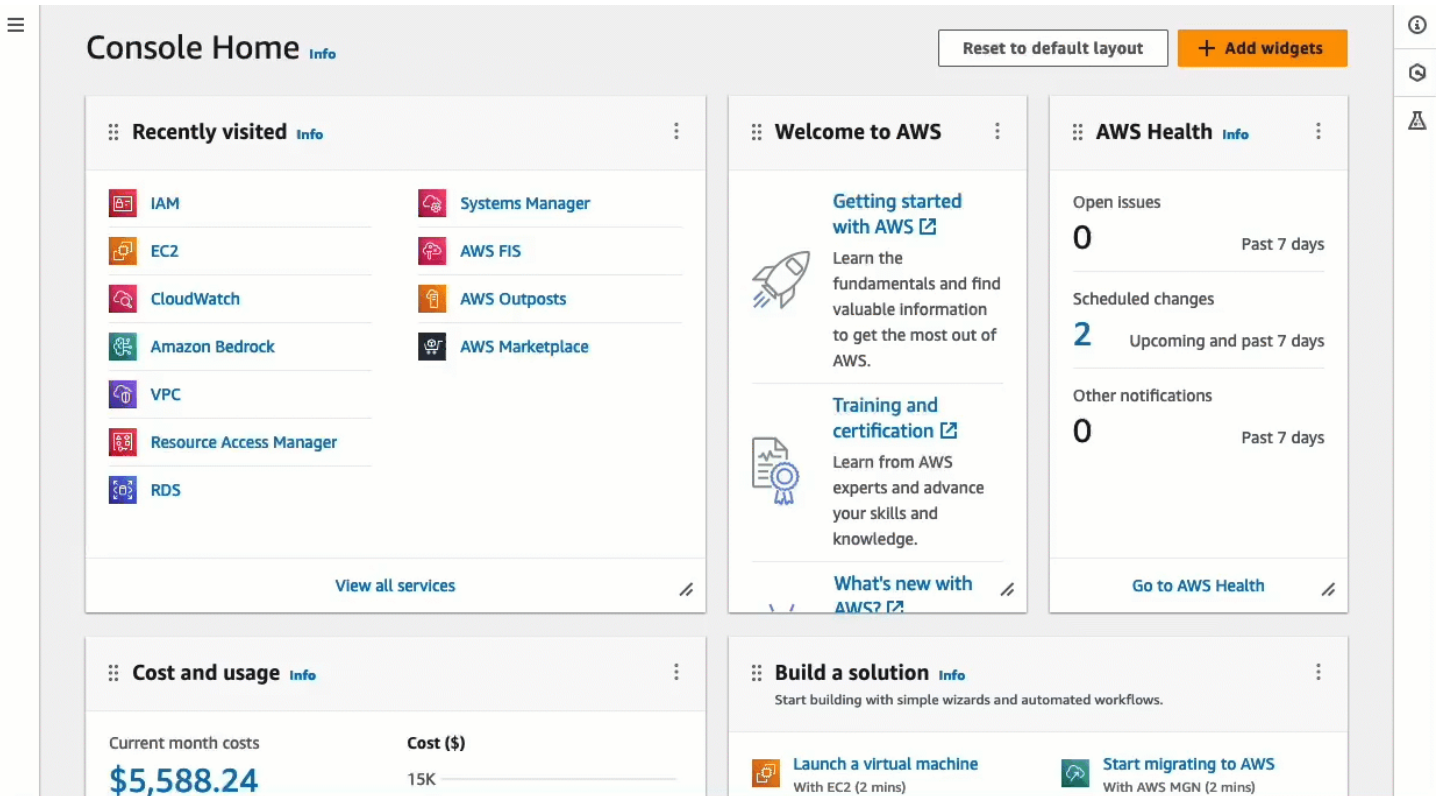 Console Home Info
Reset to default layout
+ Add widgets
Recently visited Info
IAM
EC2
CloudWatch
Amazon Bedrock
VPC
Resource Access Manager
RDS
Systems Manager
AWS FIS
AWS Outposts
AWS Marketplace
View all services
Welcome to AWS
Getting started
with AWS
Learn the
fundamentals and find
valuable information
to get the most out of
AWS.
Training and
certification
Learn from AWS
experts and advance
your skills and
knowledge.
What's new with
AWS?
AWS Health Info
Open issues
0
Past 7 days
Scheduled changes
2
Upcoming and past 7 days
Other notifications
0
Past 7 days
Go to AWS Health
Cost and usage Info
Current month costs
$5,588.24
Cost ($)
15K
Build a solution Info
Start building with simple wizards and automated workflows.
Launch a virtual machine
With EC2 (2 mins)
Start migrating to AWS
With AWS MGN (2 mins)